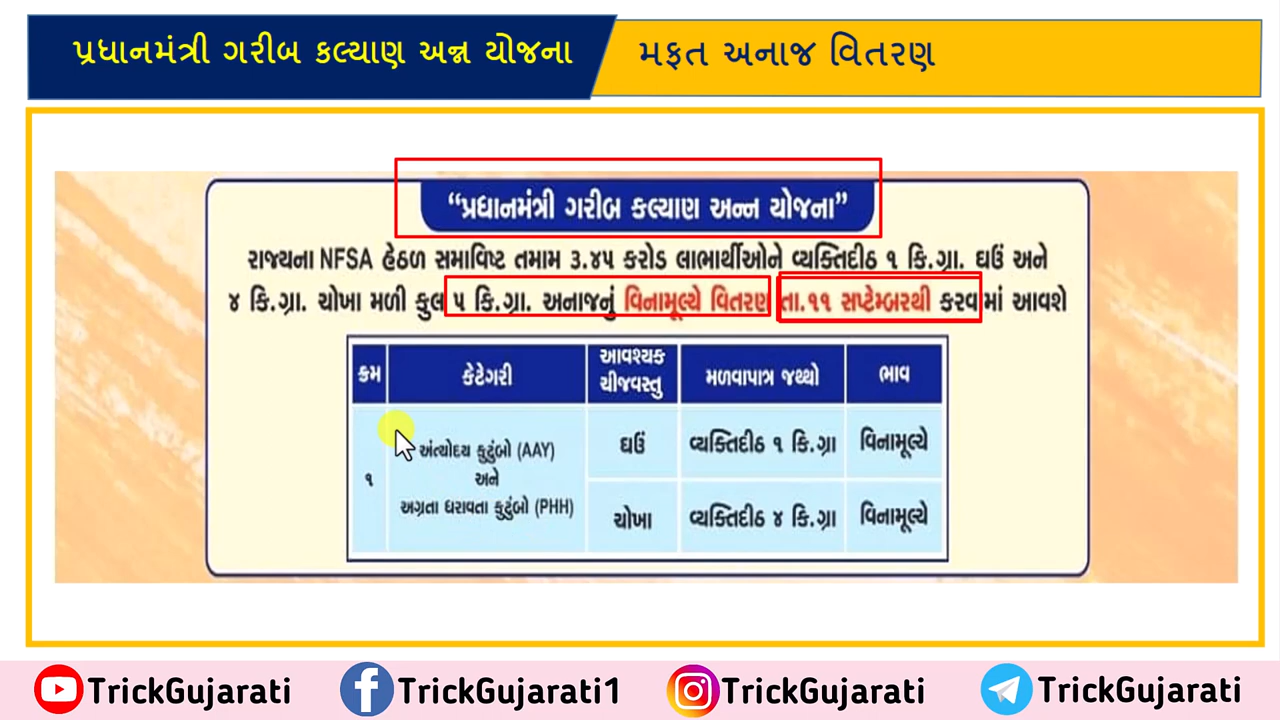 પ્રધાનમંત્રી ગરીબ કલ્યાણ અન્ન યોજના
મફત અનાજ વિતરણ
“પ્રધાનમંત્રી ગરીબ કલ્યાણ અન્ન યોજના”
રાજ્યના NFSA હેઠળ સમાવિષ્ટ તમામ ૩.૪૫ કરોડ લાભાર્થીઓને વ્યક્તિદીઠ ૧ કિ.ગ્રા. ઘઉં અને
૪ કિ.ગ્રા. ચોખા મળી કુલ ૫ કિ.ગ્રા. અનાજનું વિનામૂલ્યે વિતરણ તા.૧૧ સપ્ટેમ્બરથી કરવામાં આવશે
ક્રમ કેટેગરી આવશ્યક ચીજવસ્તુ મળવાપાત્ર જથ્થો ભાવ
૧ અંત્યોદય કુટુંબો (AAY)
અને
અગ્રતા ધરાવતા કુટુંબો (PHH)
ઘઉં વ્યક્તિદીઠ ૧ કિ.ગ્રા વિનામૂલ્યે
ચોખા વ્યક્તિદીઠ ૪ કિ.ગ્રા વિનામૂલ્યે
TrickGujarati TrickGujarati1 TrickGujarati TrickGujarati